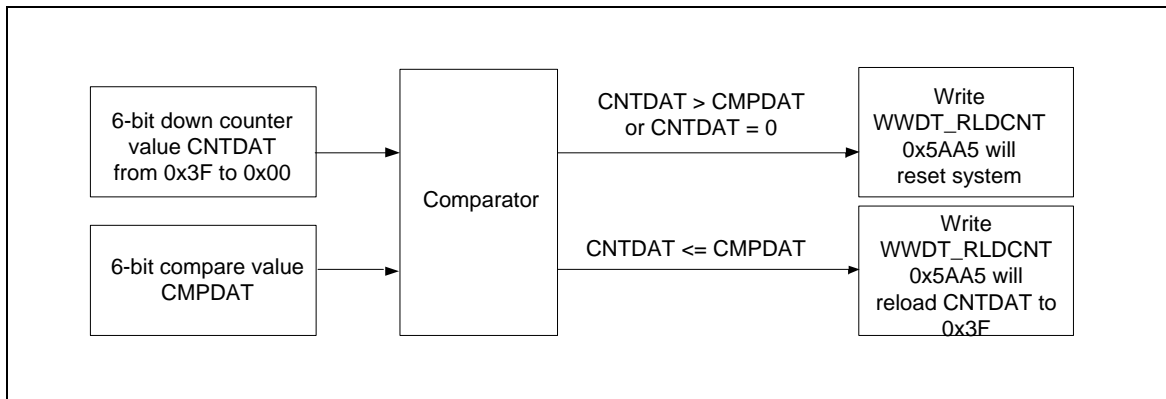 6-bit down counter
value CNTDAT
from 0x3F to 0x00
6-bit compare value
CMPDAT
Comparator
CNTDAT > CMPDAT
or CNTDAT = 0
CNTDAT <= CMPDAT
Write
WWDT_RLDCNT
0x5AA5 will
reset system
Write
WWDT_RLDCNT
0x5AA5 will
reload CNTDAT to
0x3F